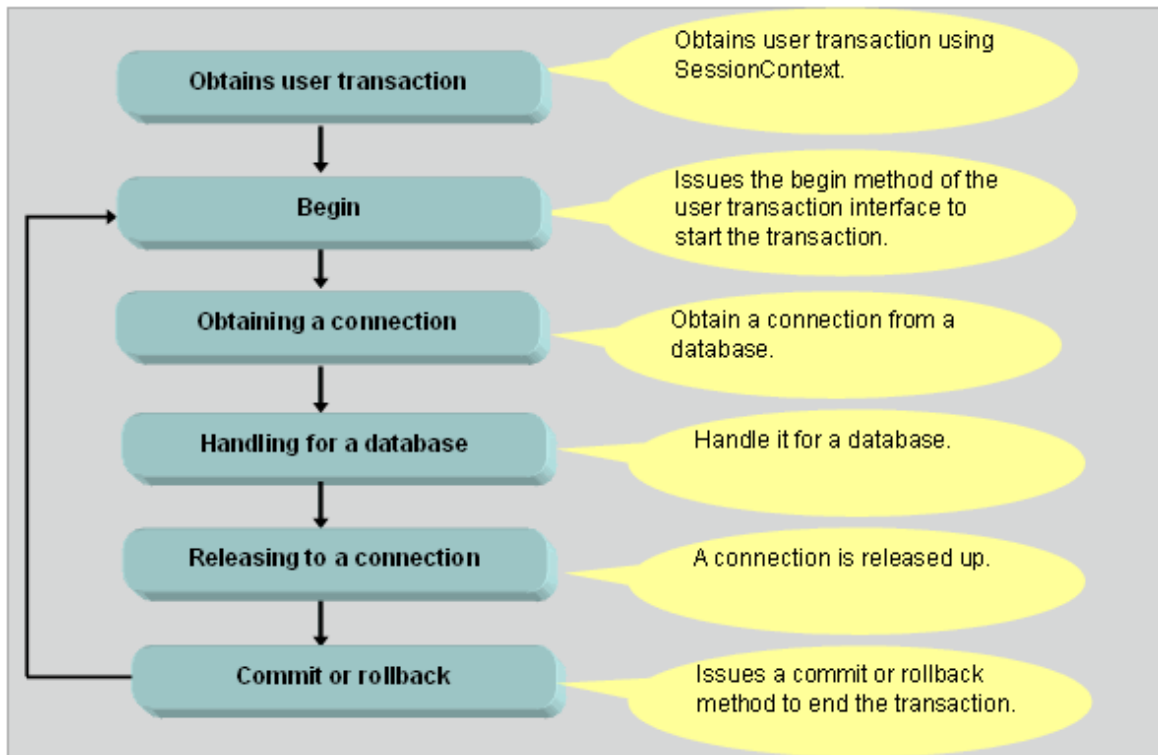 Obtains user transaction
Obtains user transaction using
SessionContext.
Begin
Issues the begin method of the
user transaction interface to
start the transaction.
Obtaining a connection
Obtain a connection from a
database.
Handling for a database
Handle it for a database.
Releasing to a connection
A connection is released up.
Commit or rollback
Issues a commit or rollback
method to end the transaction.